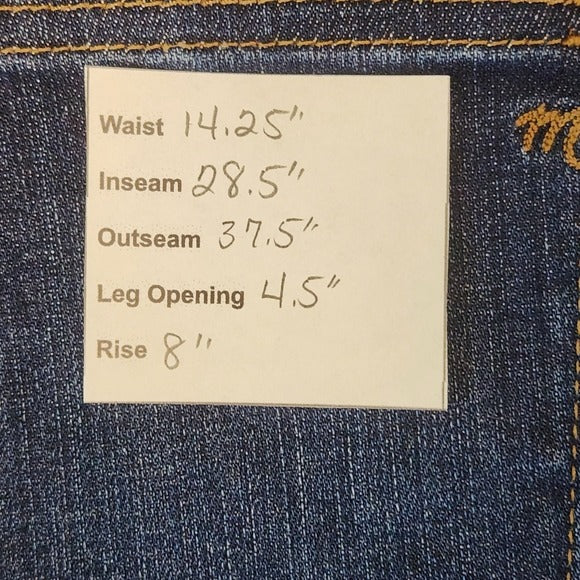 Waist 14.25"
Inseam 28.5"
Outseam 37.5"
Leg Opening 4.5"
Rise 8"